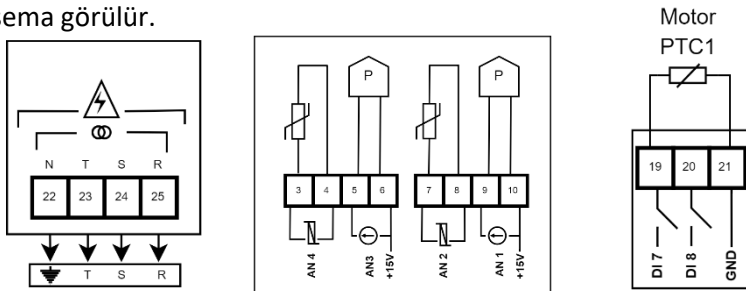 sema görülür.
N T S R
22 23 24 25
T S R
P P
3 4 5 6 7 8 9 10
AN 4 AN3 +15V AN 2 AN 1 +15V
Motor
PTC1
19 20 21
DI 7 DI 8 GND